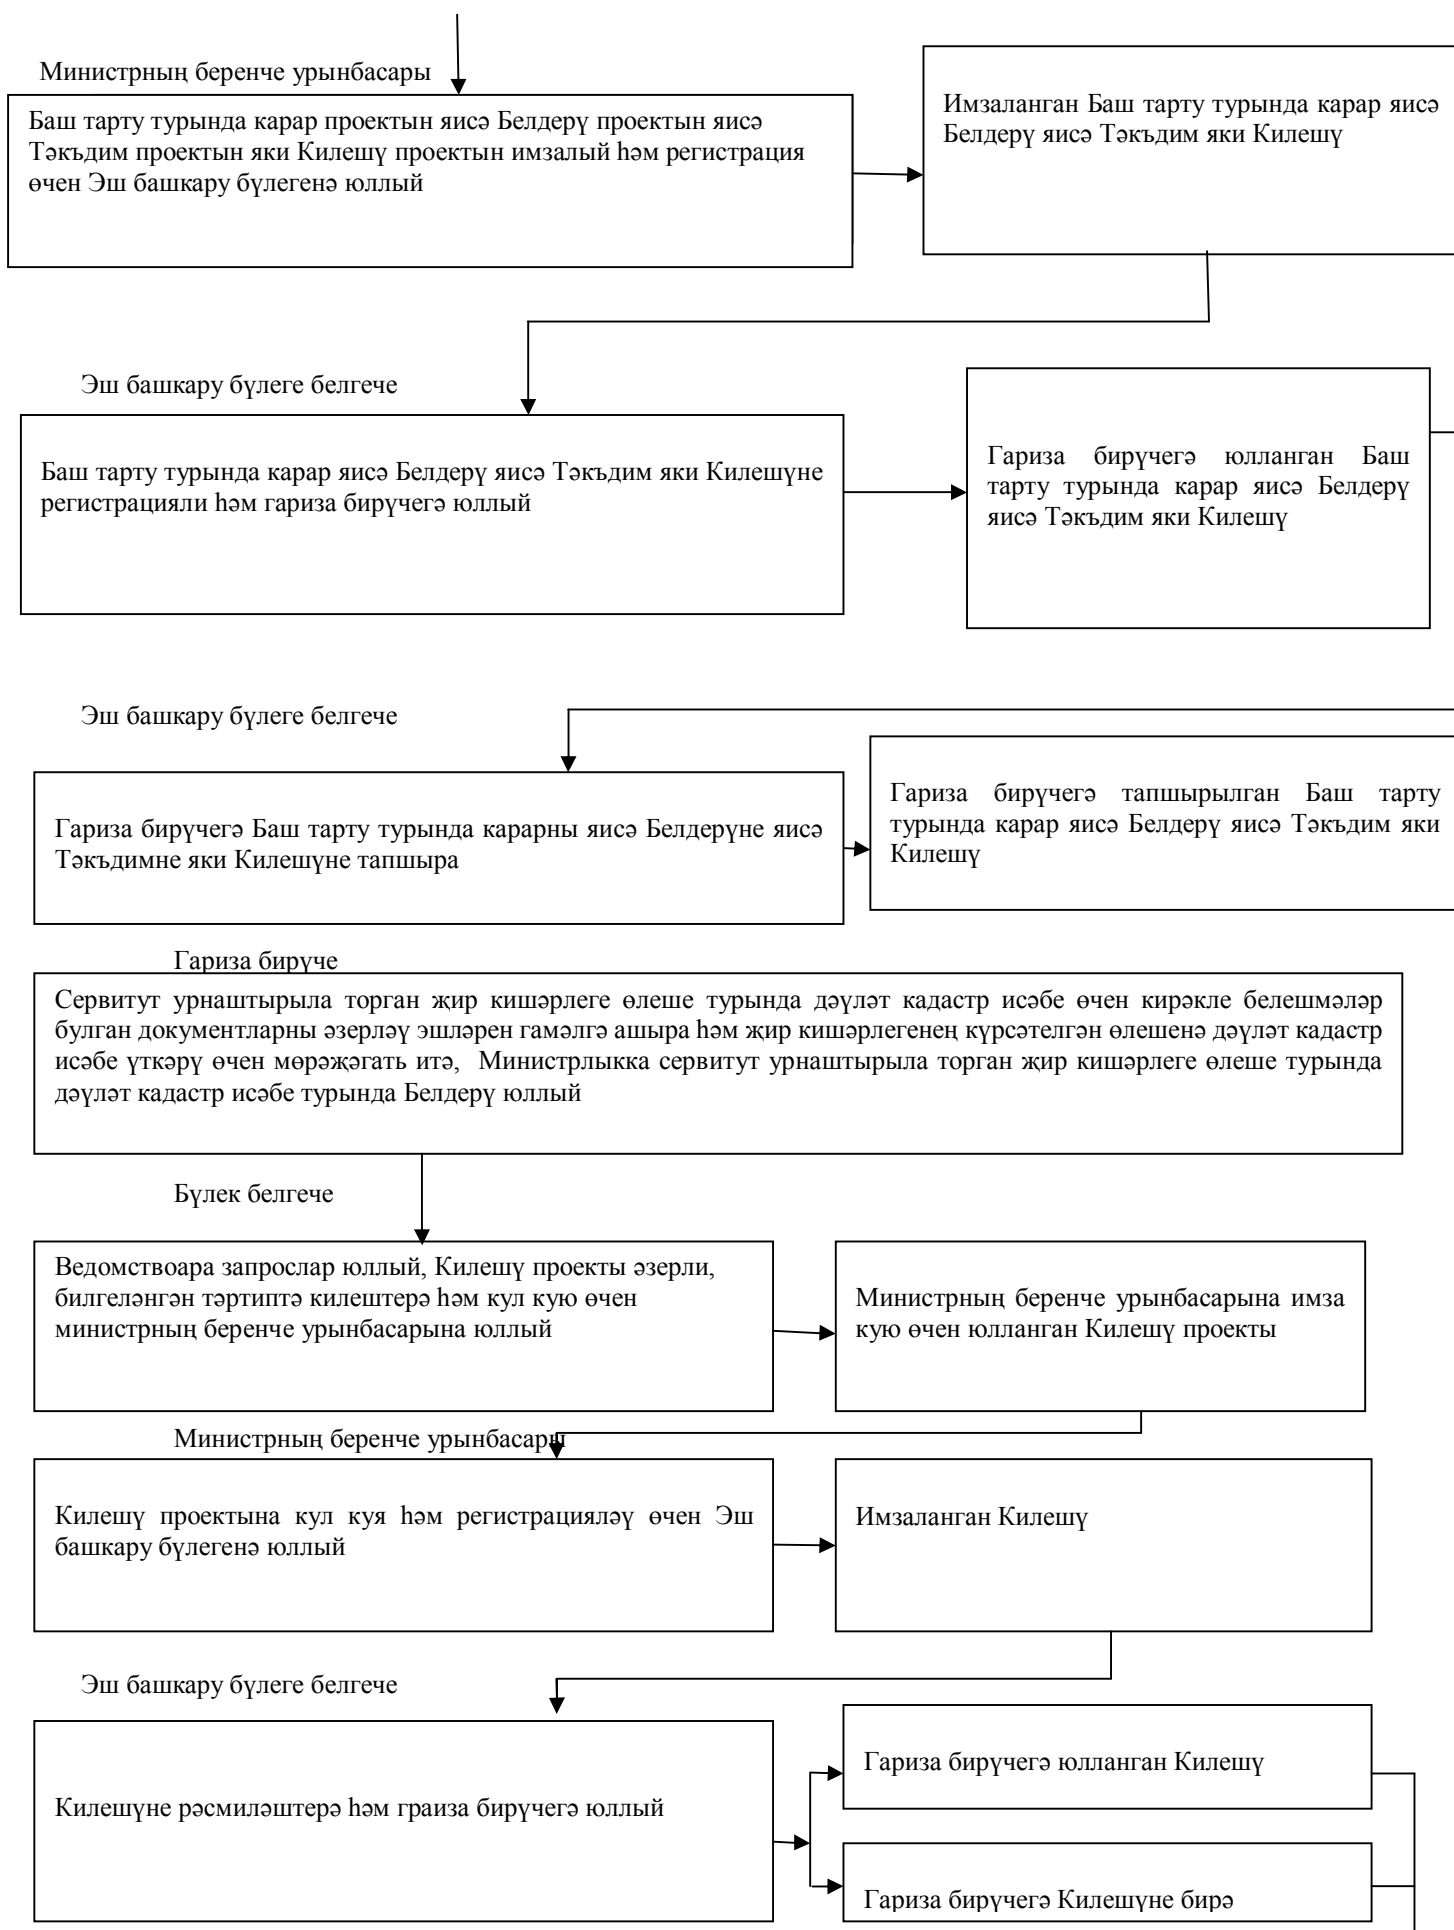 Министрның беренче урынбасары
Баш тарту турында карар проектын яисә Белдерү проектын яисә
Тәкъдим проектын яки Килешү проектын имзалый һәм регистрация
өчен Эш башкару бүлегенә юллый
Имзаланган Баш тарту турында карар яисә
Белдерү яисә Тәкъдим яки Килешү
Эш башкару бүлеге белгече
Баш тарту турында карар яисә Белдерү яисә Тәкъдим яки Килешүне
регистрацияли һәм гариза бирүчегә юллый
Гариза бирүчегә юлланган Баш
тарту турында карар яисә Белдерү
яисә Тәкъдим яки Килешү
Эш башкару бүлеге белгече
Гариза бирүчегә Баш тарту турында карарны яисә Белдерүне яисә
Тәкъдимне яки Килешүне тапшыра
Гариза бирүчегә тапшырылган Баш тарту
турында карар яисә Белдерү яисә Тәкъдим яки
Килешү
Гариза бирүче
Сервитут урнаштырыла торган җир кишәрлеге өлеше турында дәүләт кадастр исәбе өчен кирәкле белешмәләр
булган документларны әзерләү эшләрен гамәлгә ашыра һәм җир кишәрлегенең күрсәтелгән өлешенә дәүләт кадастр
исәбе үткәрү өчен мөрәҗәгать итә, Министрлыкка сервитут урнаштырыла торган җир кишәрлеге өлеше турында
дәүләт кадастр исәбе турында Белдерү юллый
Бүлек белгече
Ведомствоара запрослар юллый, Килешү проекты әзерли,
билгеләнгән тәртиптә килештерә һәм кул кую өчен
министрның беренче урынбасарына юллый
Министрның беренче урынбасарына имза
кую өчен юлланган Килешү проекты
Министрның беренче урынбасары
Килешү проектына кул куя һәм регистрацияләү өчен Эш
башкару бүлегенә юллый
Имзаланган Килешү
Эш башкару бүлеге белгече
Килешүне рәсмиләштерә һәм граиза бирүчегә юллый
Гариза бирүчегә юлланган Килешү
Гариза бирүчегә Килешүне бирә